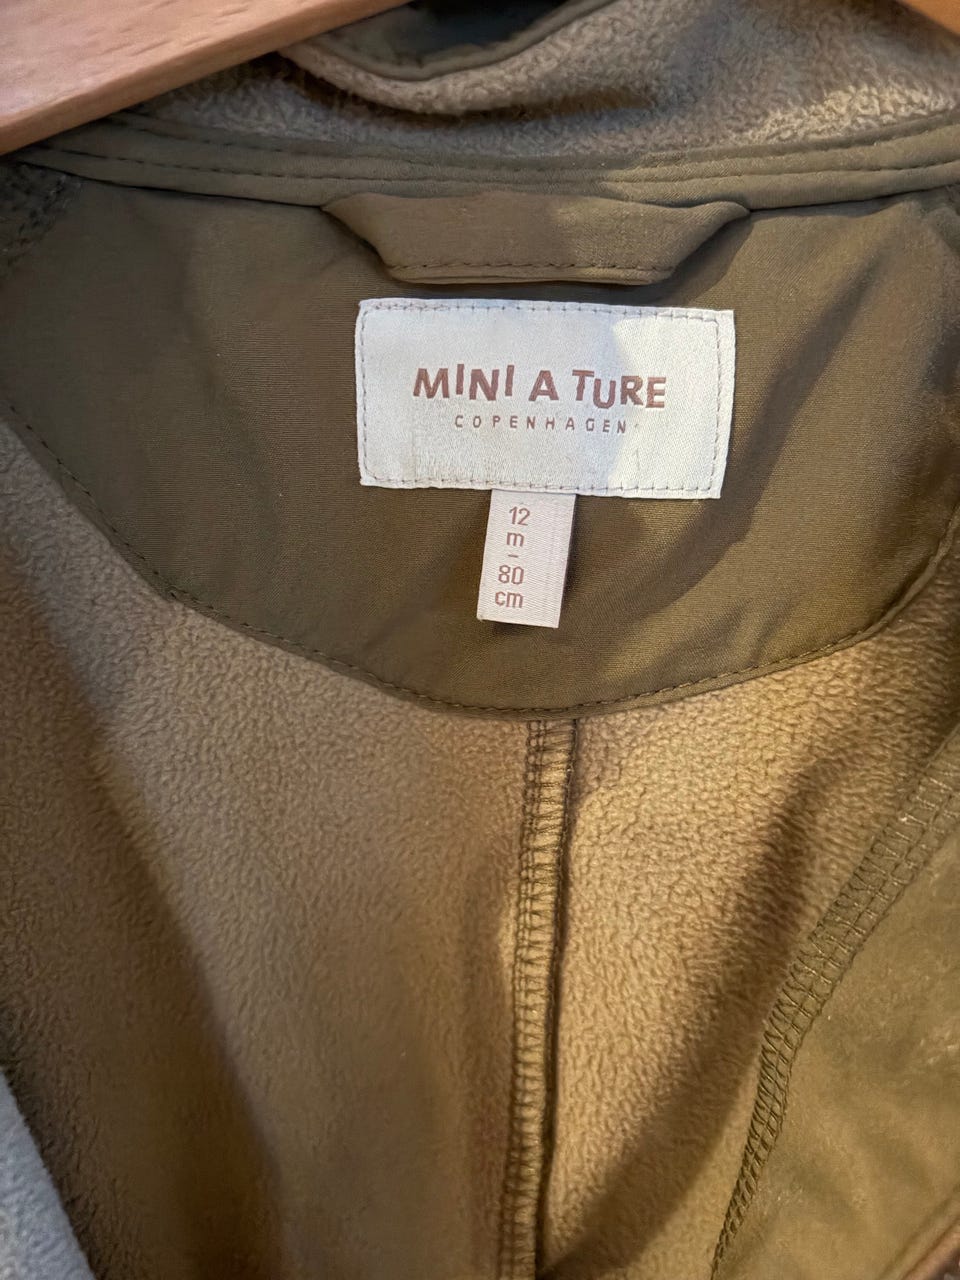 MINI A TURE
COPENHAGEN
12
m
-
80
cm